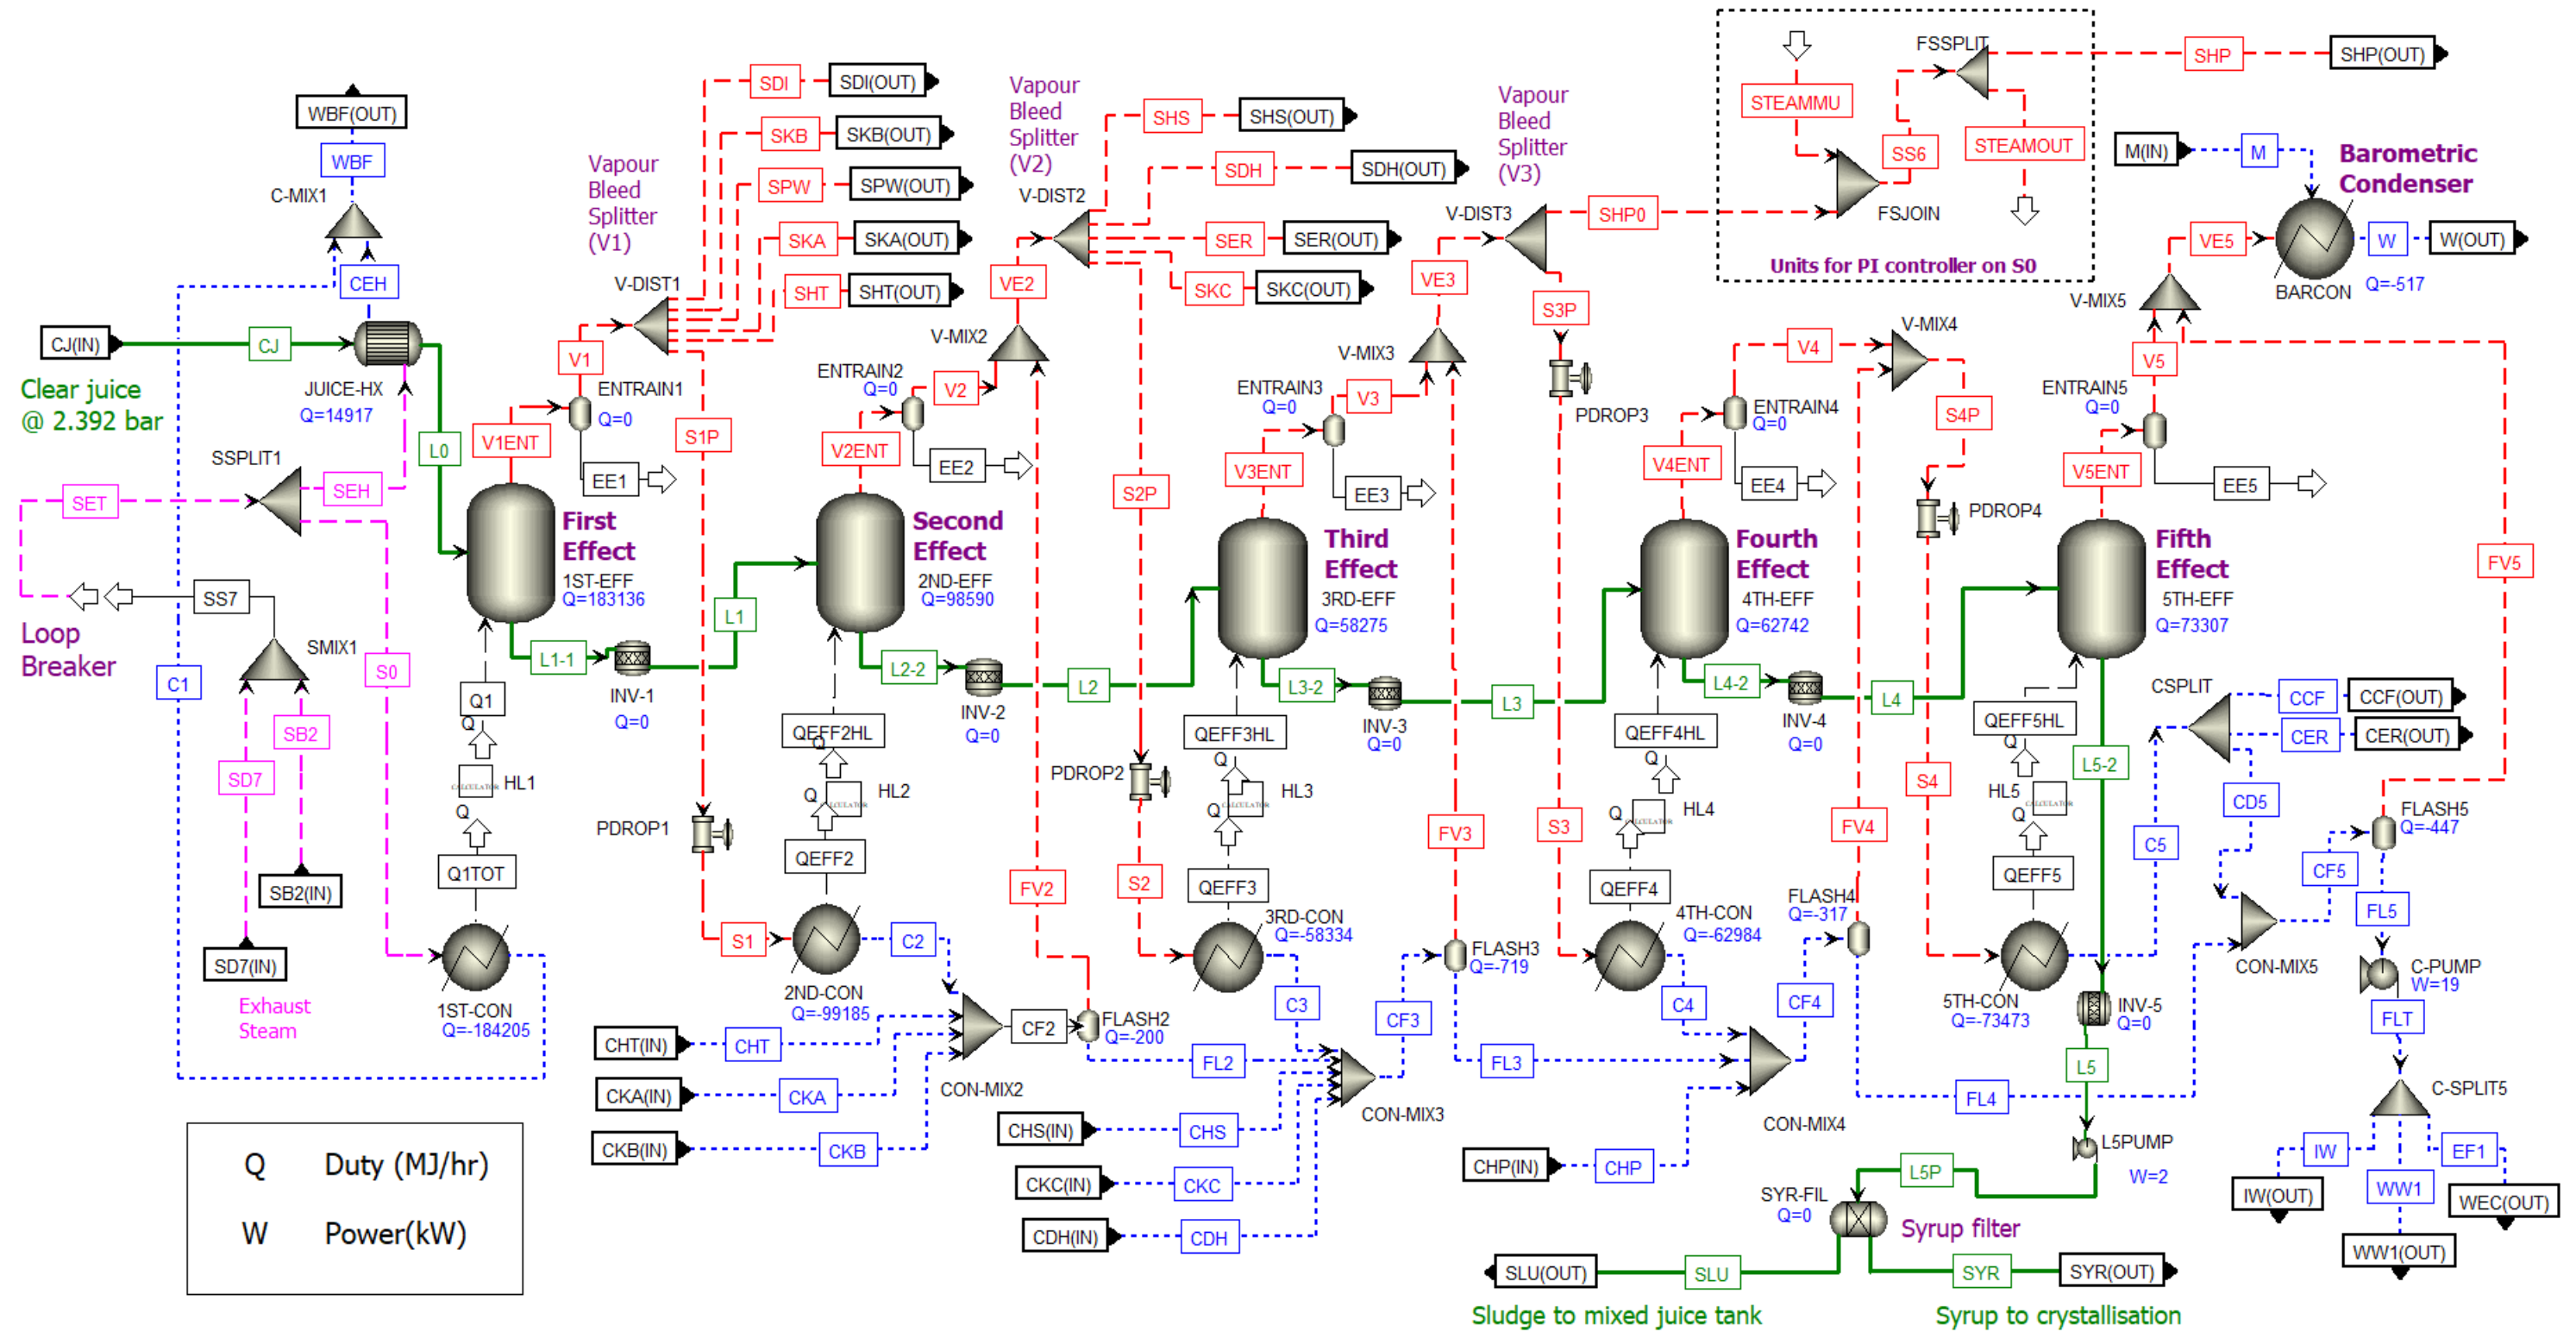 WBF(OUT)
WBF
C-MIX1
CEH
CJ(IN)
CJ
Clear juice
@ 2.392 bar
JUICE-HX
Q=14917
L0
SSPLIT1
SEH
SET
SS7
Loop
Breaker
SMIX1
S0
C1
SB2
SD7
SB2(IN)
SD7(IN)
Exhaust
Steam
Q
Duty (MJ/hr)
W
Power(kW)
Vapour
Bleed
Splitter
(V1)
V-DIST1
SDI
SDI(OUT)
SKB
SKB(OUT)
SPW
SPW(OUT)
SKA
SKA(OUT)
SHT
SHT(OUT)
V1
ENTRAIN1
Q=0
V1ENT
EE1
S1P
First
Effect
1ST-EFF
Q=183136
L1-1
INV-1
Q=0
L1
Q1
Q
CALCULATOR
HL1
Q
Q1TOT
1ST-CON
Q=-184205
PDROP1
S1
Vapour
Bleed
Splitter
(V2)
V-DIST2
SHS
SHS(OUT)
SDH
SDH(OUT)
SER
SER(OUT)
SKC
SKC(OUT)
VE2
V-MIX2
ENTRAIN2
Q=0
V2
V2ENT
EE2
S2P
Second
Effect
2ND-EFF
Q=98590
L2-2
INV-2
Q=0
L2
QEFF2HL
Q
HL2
Q
CALCULATOR
QEFF2
2ND-CON
Q=-99185
C2
CHT(IN)
CHT
CKA(IN)
CKA
CKB(IN)
CKB
CON-MIX2
CF2
FLASH2
Q=-200
FV2
FL2
PDROP2
S2
Vapour
Bleed
Splitter
(V3)
V-DIST3
SHP0
VE3
V-MIX3
ENTRAIN3
Q=0
V3
V3ENT
EE3
S3P
PDROP3
Third
Effect
3RD-EFF
Q=58275
L3-2
INV-3
Q=0
L3
QEFF3HL
Q
HL3
Q
CALCULATOR
QEFF3
3RD-CON
Q=-58334
C3
CHS(IN)
CHS
CKC(IN)
CKC
CDH(IN)
CDH
CON-MIX3
CF3
FLASH3
Q=-719
FV3
FL3
S3
STEAMMU
FSSPLIT
SS6
STEAMOUT
FSJOIN
Units for PI controller on S0
SHP
SHP(OUT)
V4
V-MIX4
ENTRAIN4
Q=0
V4ENT
EE4
S4P
PDROP4
Fourth
Effect
4TH-EFF
Q=62742
L4-2
INV-4
Q=0
L4
QEFF4HL
Q
HL4
Q
CALCULATOR
QEFF4
4TH-CON
Q=-62984
C4
CHP(IN)
CHP
CON-MIX4
CF4
FLASH4
Q=-317
FV4
FL4
S4
M(IN)
M
Barometric
Condenser
VE5
BARCON
Q=-517
W
W(OUT)
V-MIX5
V5
ENTRAIN5
Q=0
V5ENT
EE5
FV5
Fifth
Effect
5TH-EFF
Q=73307
QEFF5HL
Q
HL5
Q
CALCULATOR
QEFF5
5TH-CON
Q=-73473
L5-2
INV-5
Q=0
L5
L5PUMP
W=2
L5P
SYR-FIL
Q=0
Syrup filter
SLU(OUT)
SLU
SYR
SYR(OUT)
Sludge to mixed juice tank
Syrup to crystallisation
CSPLIT
CCF
CCF(OUT)
CER
CER(OUT)
C5
CD5
CON-MIX5
CF5
FLASH5
Q=-447
FL5
C-PUMP
W=19
FLT
C-SPLIT5
IW
IW(OUT)
WW1
WW1(OUT)
EF1
WEC(OUT)